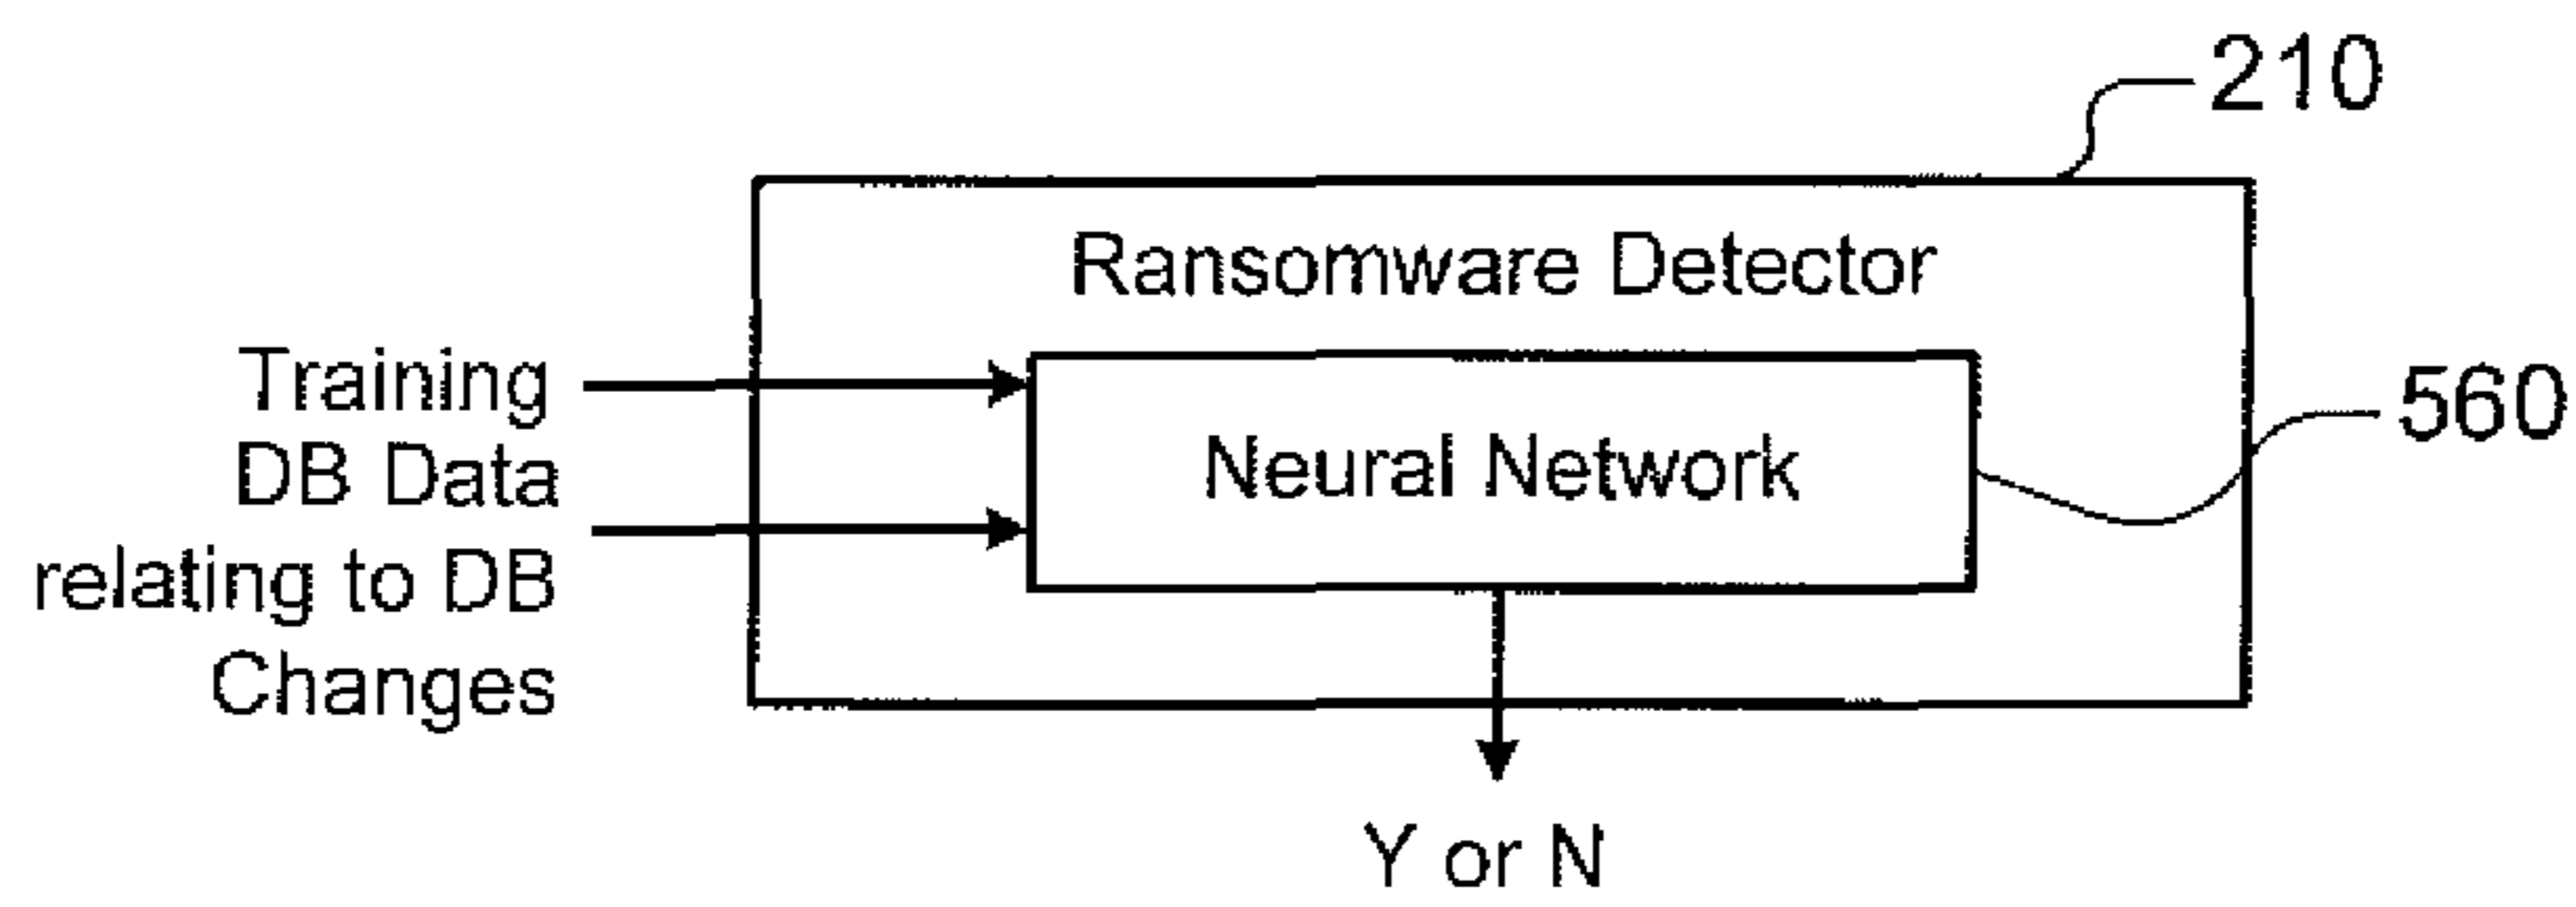 210
Ransomware Detector
Training
DB Data
relating to DB
Changes
Neural Network
560
Y or N